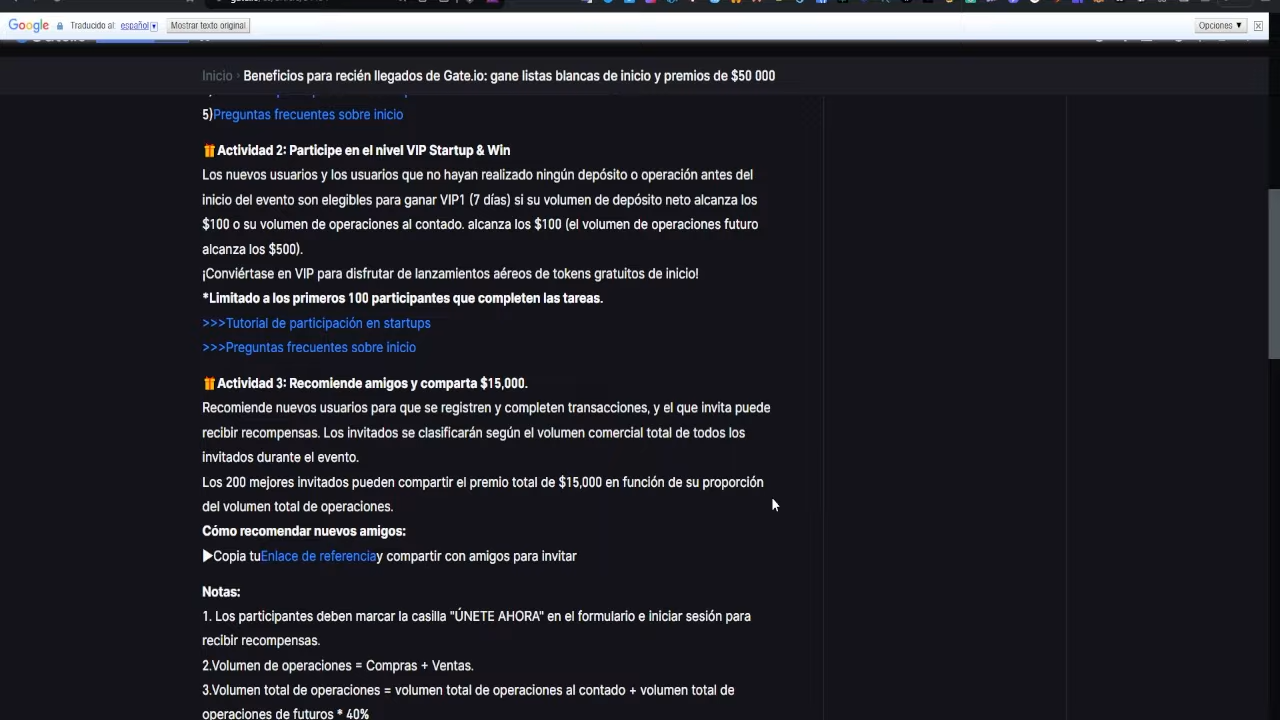 Google Traducido al: español Mostrar texto original Opciones ▼
Inicio › Beneficios para recién llegados de Gate.io: gane listas blancas de inicio y premios de $50 000
5)Preguntas frecuentes sobre inicio
Actividad 2: Participe en el nivel VIP Startup & Win
Los nuevos usuarios y los usuarios que no hayan realizado ningún depósito o operación antes del
inicio del evento son elegibles para ganar VIP1 (7 días) si su volumen de depósito neto alcanza los
$100 o su volumen de operaciones al contado. alcanza los $100 (el volumen de operaciones futuro
alcanza los $500).
¡Conviértase en VIP para disfrutar de lanzamientos aéreos de tokens gratuitos de inicio!
*Limitado a los primeros 100 participantes que completen las tareas.
>>>Tutorial de participación en startups
>>>Preguntas frecuentes sobre inicio
Actividad 3: Recomiende amigos y comparta $15,000.
Recomiende nuevos usuarios para que se registren y completen transacciones, y el que invita puede
recibir recompensas. Los invitados se clasificarán según el volumen comercial total de todos los
invitados durante el evento.
Los 200 mejores invitados pueden compartir el premio total de $15,000 en función de su proporción
del volumen total de operaciones.
Cómo recomendar nuevos amigos:
▶Copia tuEnlace de referenciay compartir con amigos para invitar
Notas:
1. Los participantes deben marcar la casilla "ÚNETE AHORA" en el formulario e iniciar sesión para
recibir recompensas.
2.Volumen de operaciones = Compras + Ventas.
3.Volumen total de operaciones = volumen total de operaciones al contado + volumen total de
operaciones de futuros * 40%